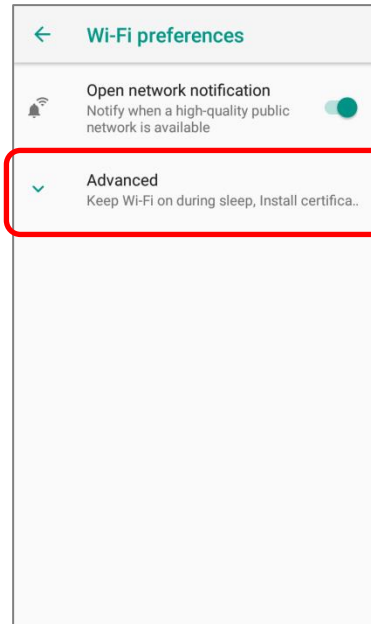 Wi-Fi preferences
Open network notification
Notify when a high-quality public
network is available
Advanced
Keep Wi-Fi on during sleep, Install certifica..